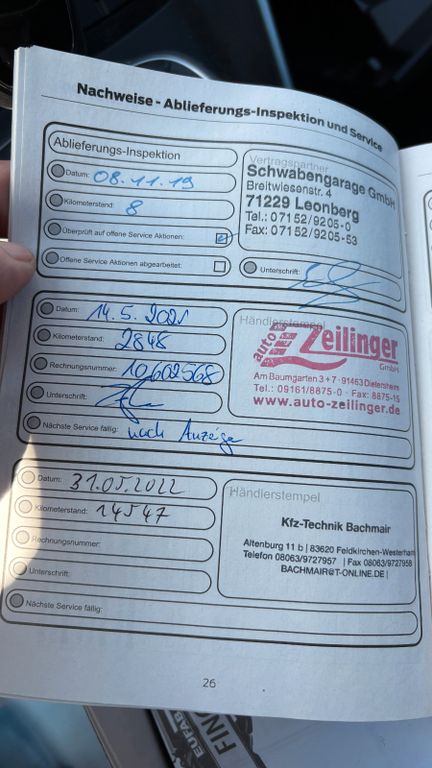 Nachweise - Ablieferungs-Inspektion und Service
Ablieferungs-Inspektion
Datum: 08.11.19
Kilometerstand: 8
Überprüft auf offene Service Aktionen:
Offene Service Aktionen abgearbeitet:
Vertragspartner
Schwabengarage GmbH
Breitwiesenstr. 4
71229 Leonberg
Tel.: 07152/9205-0
Fax: 07152/9205-53
Unterschrift:
Datum: 14.5.2021
Kilometerstand: 2848
Rechnungsnummer: 10602568
Unterschrift:
Nächste Service fällig: nach Anzeige
Händlerstempel
auto Zeilinger
GmbH
Am Baumgarten 3+7 · 91463 Dietersheim
Tel.: 09161/8875-0 · Fax: 8875-15
www.auto-zeilinger.de
Datum: 31.05.2022
Kilometerstand: 14547
Rechnungsnummer:
Unterschrift:
Nächste Service fällig:
Händlerstempel
Kfz-Technik Bachmair
Altenburg 11 b | 83620 Feldkirchen-Westerham
Telefon 08063/9727957 | Fax 08063/9727958
BACHMAIR@T-ONLINE.DE |
26
EUFAB
FIN